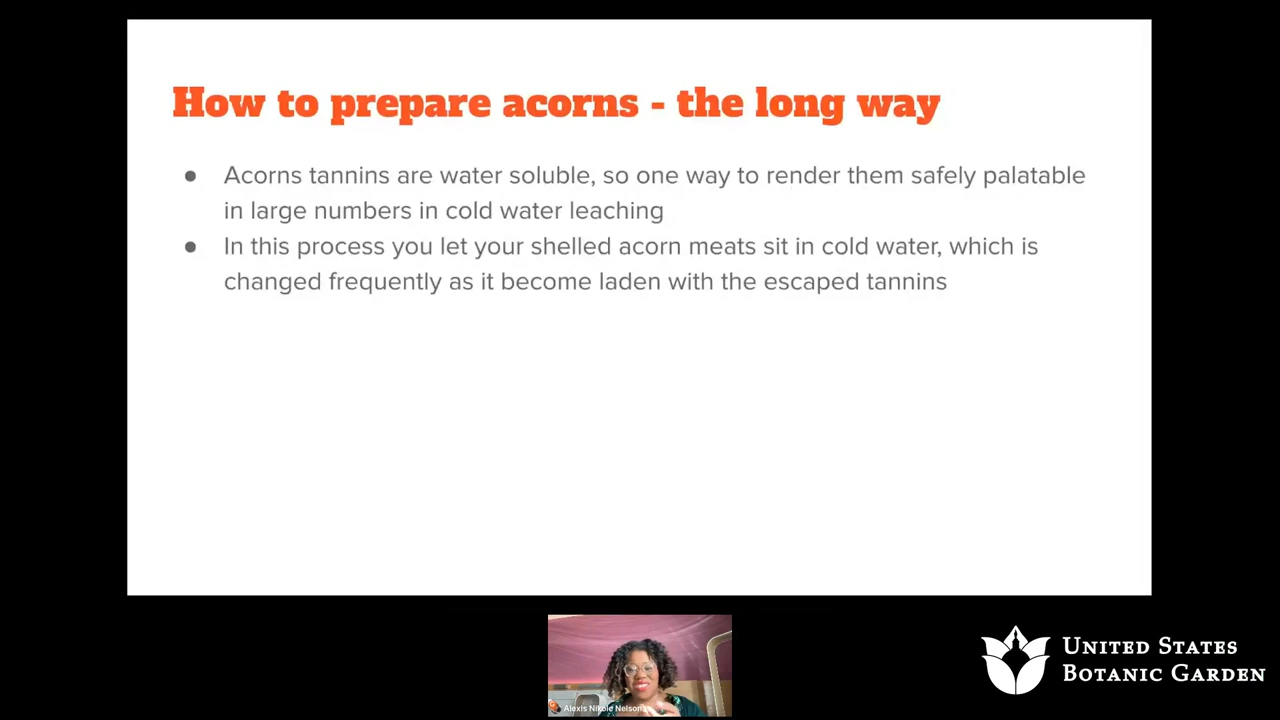 How to prepare acorns - the long way
● Acorns tannins are water soluble, so one way to render them safely palatable
in large numbers in cold water leaching
● In this process you let your shelled acorn meats sit in cold water, which is
changed frequently as it become laden with the escaped tannins
Alexis Nikole Nelson
UNITED STATES
BOTANIC GARDEN